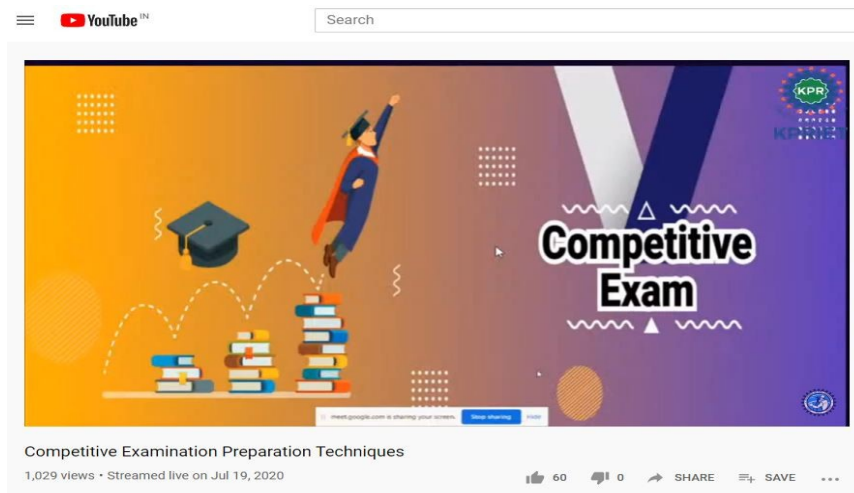 YouTube IN
Search
KPR
KPRIET
Competitive
Exam
meet.google.com is sharing your screen. Stop sharing Hide
Competitive Examination Preparation Techniques
1,029 views • Streamed live on Jul 19, 2020
60 0 SHARE SAVE